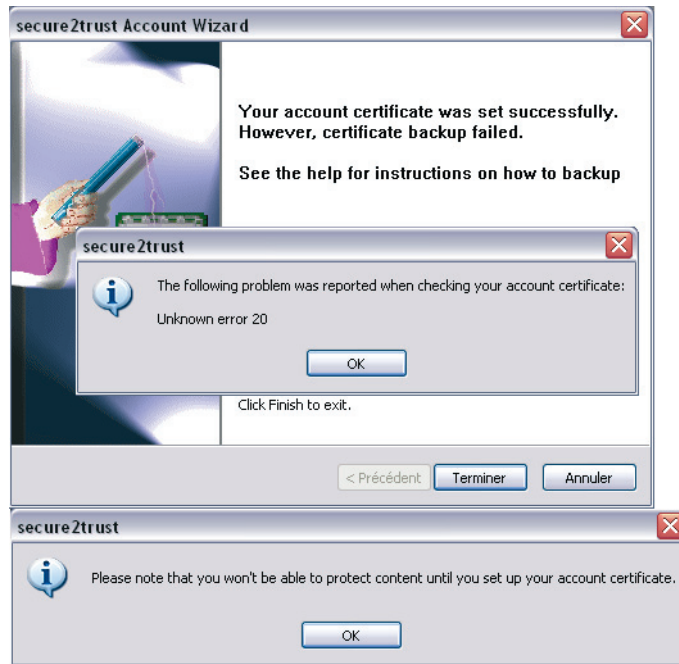 secure2trust Account Wizard
Your account certificate was set successfully.
However, certificate backup failed.
See the help for instructions on how to backup
secure2trust
The following problem was reported when checking your account certificate:
Unknown error 20
OK
Click Finish to exit.
< Précédent
Terminer
Annuler
secure2trust
Please note that you won't be able to protect content until you set up your account certificate.
OK